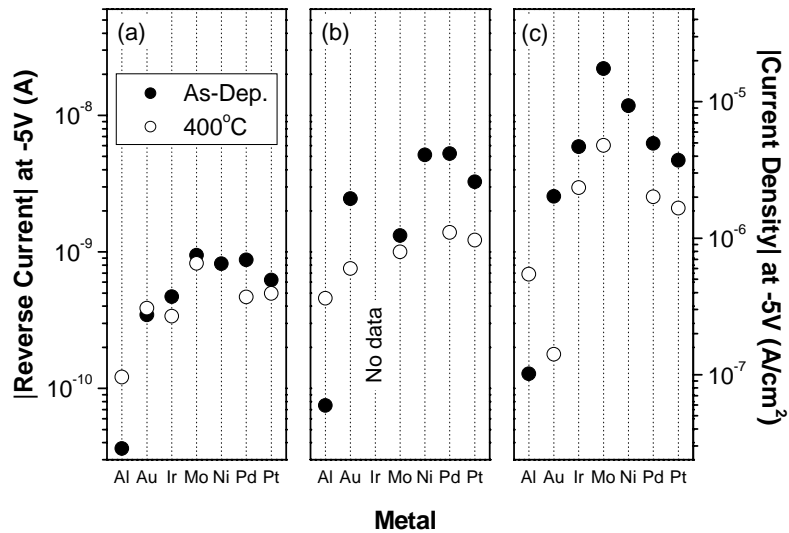 (a)
(b)
(c)
As-Dep.
400°C
|Reverse Current| at -5V (A)
10⁻⁸
10⁻⁹
10⁻¹⁰
No data
10⁻⁵
10⁻⁶
10⁻⁷
|Current Density| at -5V (A/cm²)
Al Au Ir Mo Ni Pd Pt
Al Au Ir Mo Ni Pd Pt
Al Au Ir Mo Ni Pd Pt
Metal